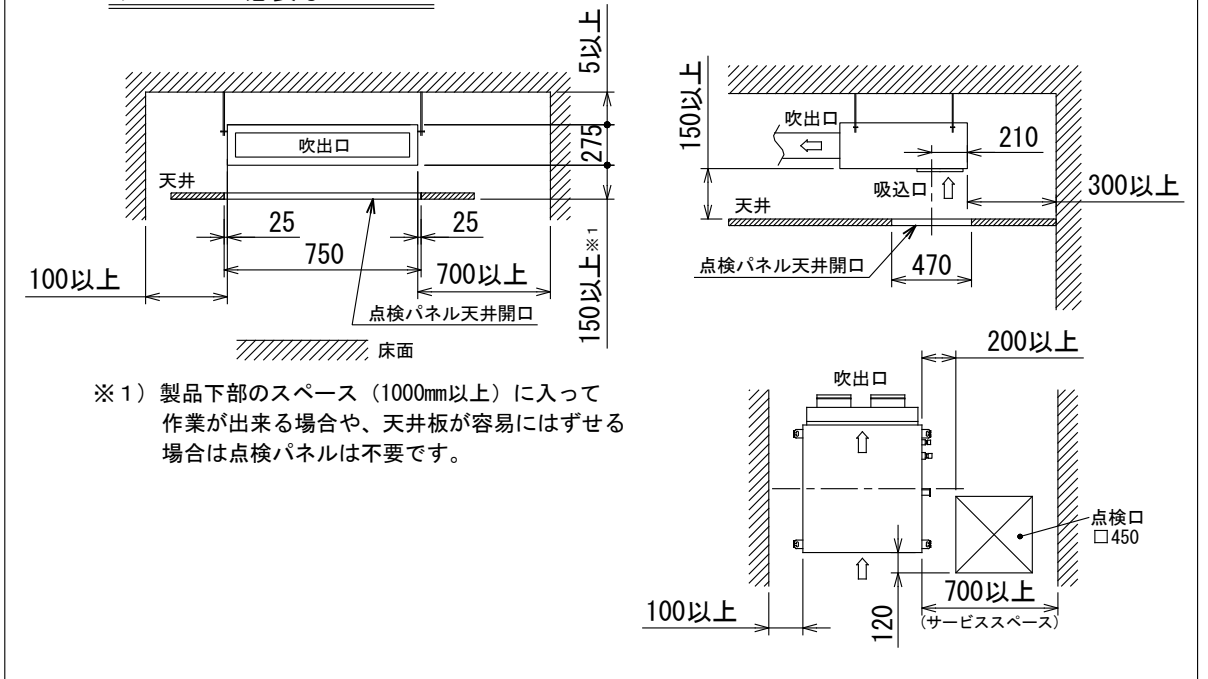 5以上
吹出口
275
天井
25
25
750
100以上
700以上
150以上※1
点検パネル天井開口
床面
※1) 製品下部のスペース(1000mm以上)に入って
作業が出来る場合や、天井板が容易にはずせる
場合は点検パネルは不要です。
150以上
吹出口
210
吸込口
300以上
天井
点検パネル天井開口
470
200以上
吹出口
点検口
□450
700以上
(サービススペース)
100以上
120